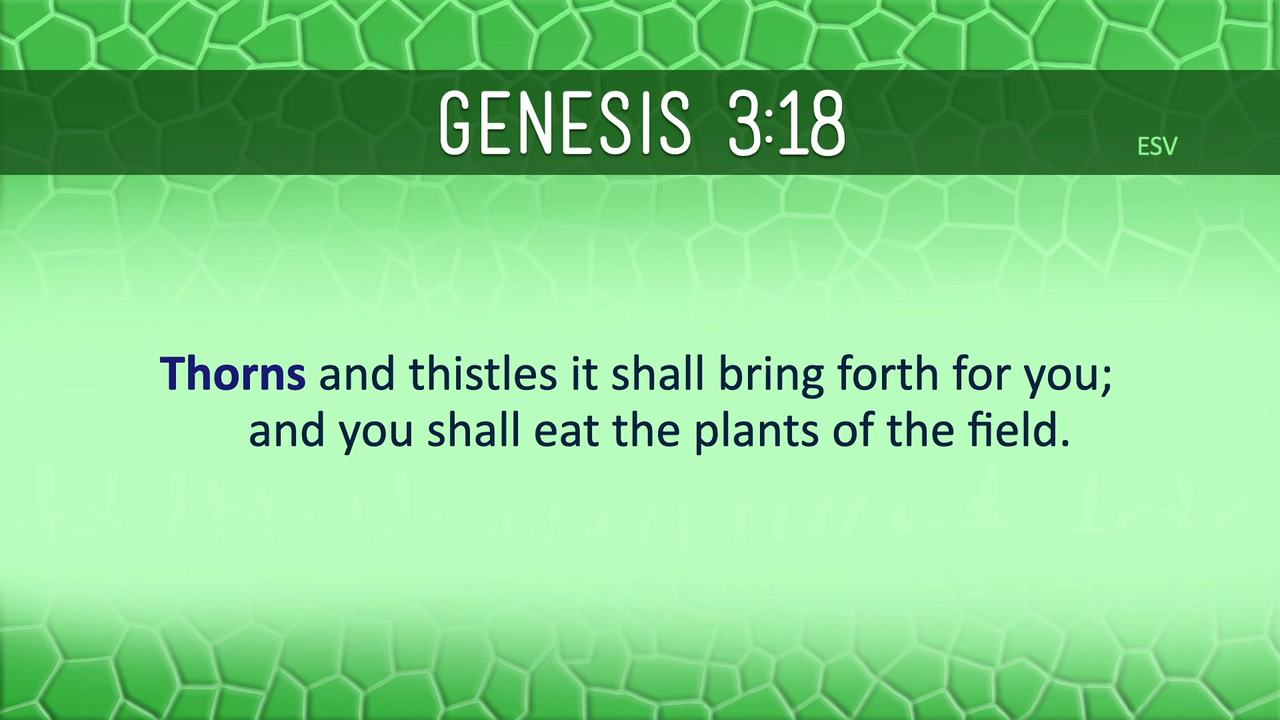 GENESIS 3:18
ESV
Thorns and thistles it shall bring forth for you;
and you shall eat the plants of the field.